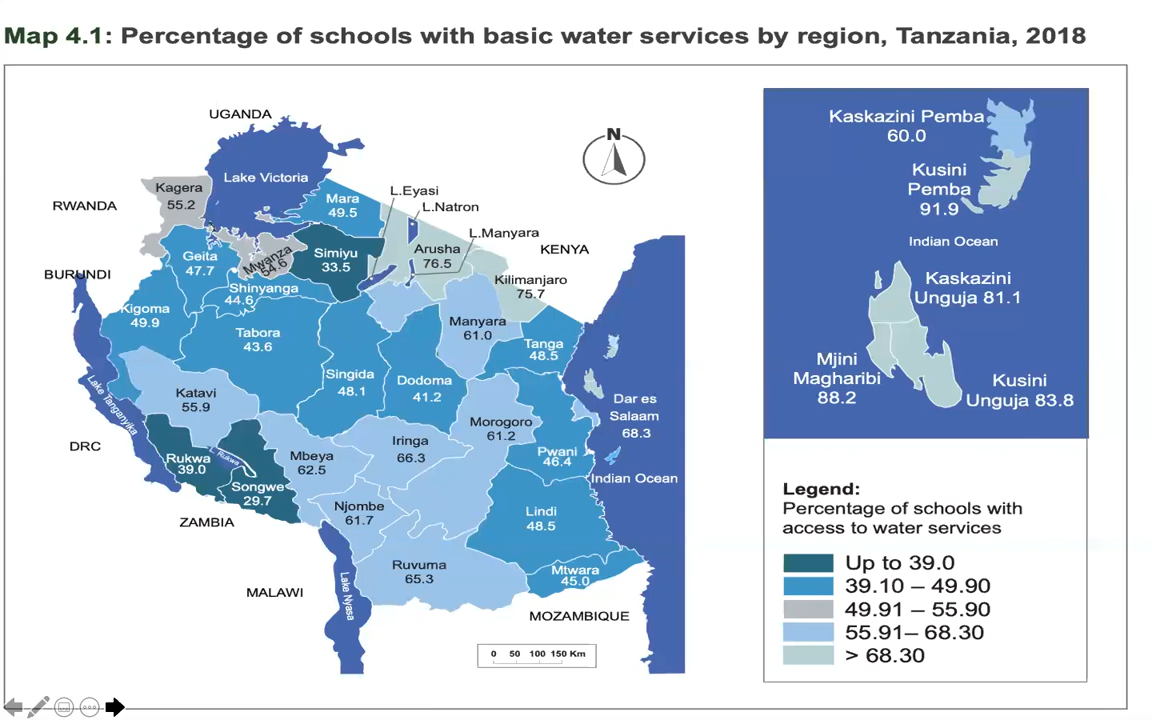 Map 4.1: Percentage of schools with basic water services by region, Tanzania, 2018
UGANDA
Lake Victoria
Kagera
55.2
RWANDA
Mara
49.5
L.Eyasi
L.Natron
L.Manyara
KENYA
Arusha
76.5
Kilimanjaro
75.7
Geita
47.7
Mwanza
54.6
Simiyu
33.5
BURUNDI
Shinyanga
44.6
Kigoma
49.9
Tabora
43.6
Manyara
61.0
Tanga
48.5
Singida
48.1
Dodoma
41.2
Lake Tanganyika
Katavi
55.9
Morogoro
61.2
Dar es
Salaam
68.3
DRC
Rukwa
39.0
L. Rukwa
Songwe
29.7
Mbeya
62.5
Iringa
66.3
Pwani
46.4
Indian Ocean
ZAMBIA
Njombe
61.7
Lindi
48.5
Ruvuma
65.3
Mtwara
45.0
MALAWI
Lake Nyasa
MOZAMBIQUE
N
0 50 100 150 Km
Kaskazini Pemba
60.0
Kusini
Pemba
91.9
Indian Ocean
Kaskazini
Unguja 81.1
Mjini
Magharibi
88.2
Kusini
Unguja 83.8
Legend:
Percentage of schools with
access to water services
Up to 39.0
39.10 – 49.90
49.91 – 55.90
55.91– 68.30
> 68.30